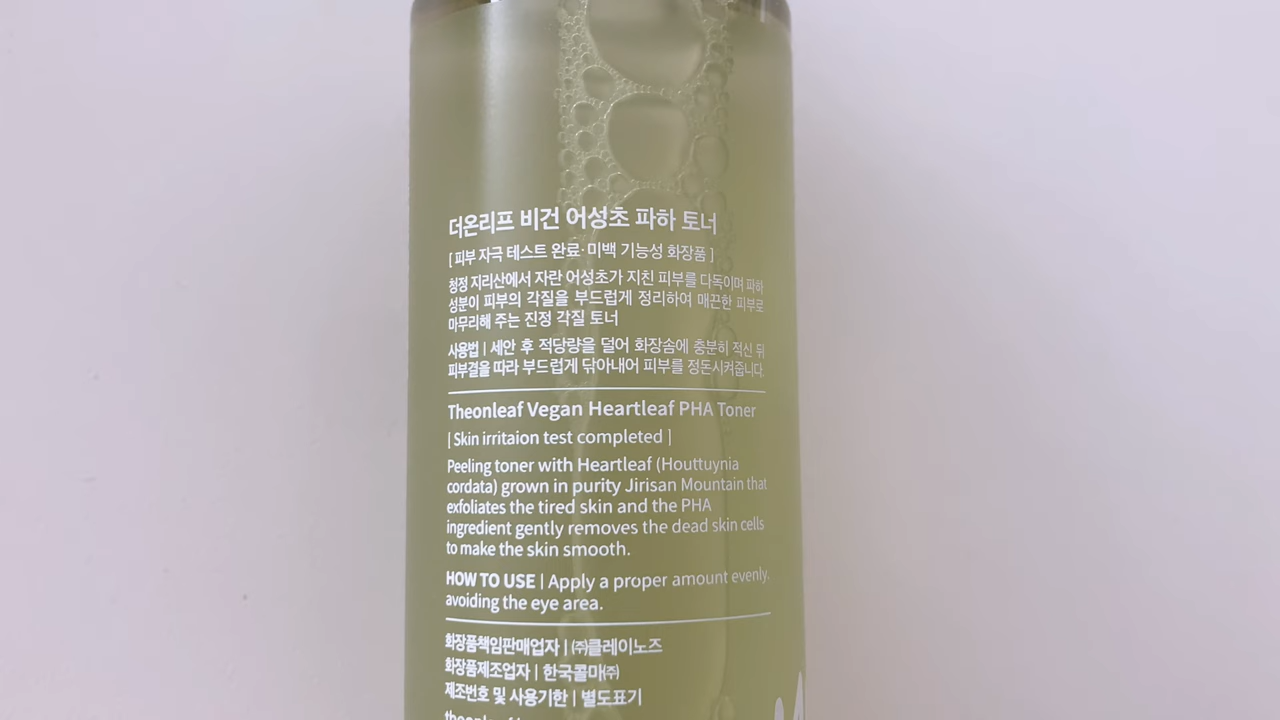 더온리프 비건 어성초 파하 토너
[ 피부 자극 테스트 완료·미백 기능성 화장품 ]
청정 지리산에서 자란 어성초가 지친 피부를 다독이며 파하
성분이 피부의 각질을 부드럽게 정리하여 매끈한 피부로
마무리해 주는 진정 각질 토너
사용법 | 세안 후 적당량을 덜어 화장솜에 충분히 적신 뒤
피부결을 따라 부드럽게 닦아내어 피부를 정돈시켜줍니다.
Theonleaf Vegan Heartleaf PHA Toner
[ Skin irritaion test completed ]
Peeling toner with Heartleaf (Houttuynia
cordata) grown in purity Jirisan Mountain that
exfoliates the tired skin and the PHA
ingredient gently removes the dead skin cells
to make the skin smooth.
HOW TO USE | Apply a proper amount evenly.
avoiding the eye area.
화장품책임판매업자 | ㈜클레이노즈
화장품제조업자 | 한국콜마㈜
제조번호 및 사용기한 | 별도표기